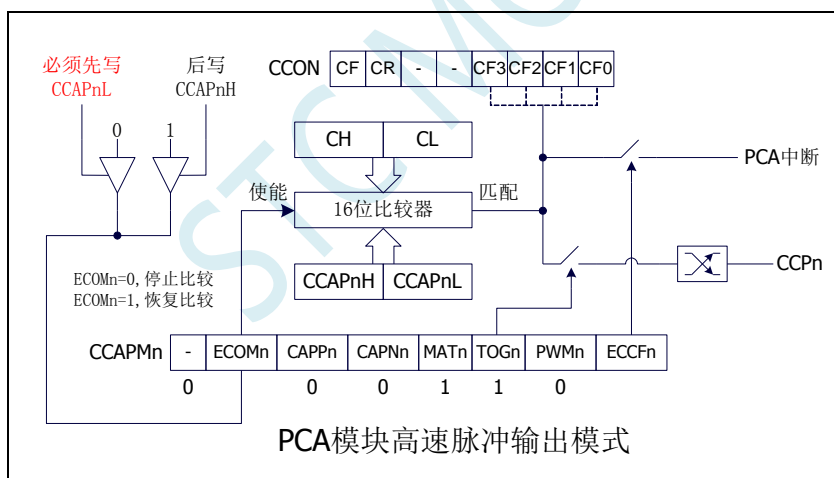 必须先写
CCAPnL
后写
CCAPnH
0
1
CCON
CF CR - - CF3 CF2 CF1 CF0
CH CL
使能
16位比较器
匹配
PCA中断
CCAPnH CCAPnL
CCPn
ECOMn=0,停止比较
ECOMn=1,恢复比较
CCAPMn
- ECOMn CAPPn CAPNn MATn TOGn PWMn ECCFn
0 0 0 1 1 0
PCA模块高速脉冲输出模式
STC MC